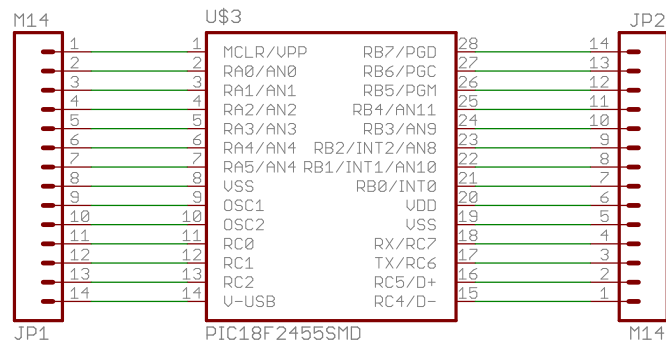 M14 U$3 JP2
1 1 MCLR/VPP RB7/PGD 28 14
2 2 RA0/AN0 RB6/PGC 27 13
3 3 RA1/AN1 RB5/PGM 26 12
4 4 RA2/AN2 RB4/AN11 25 11
5 5 RA3/AN3 RB3/AN9 24 10
6 6 RA4/AN4 RB2/INT2/AN8 23 9
7 7 RA5/AN4 RB1/INT1/AN10 22 8
8 8 VSS RB0/INT0 21 7
9 9 OSC1 VDD 20 6
10 10 OSC2 VSS 19 5
11 11 RC0 RX/RC7 18 4
12 12 RC1 TX/RC6 17 3
13 13 RC2 RC5/D+ 16 2
14 14 V-USB RC4/D- 15 1
JP1 PIC18F2455SMD M14